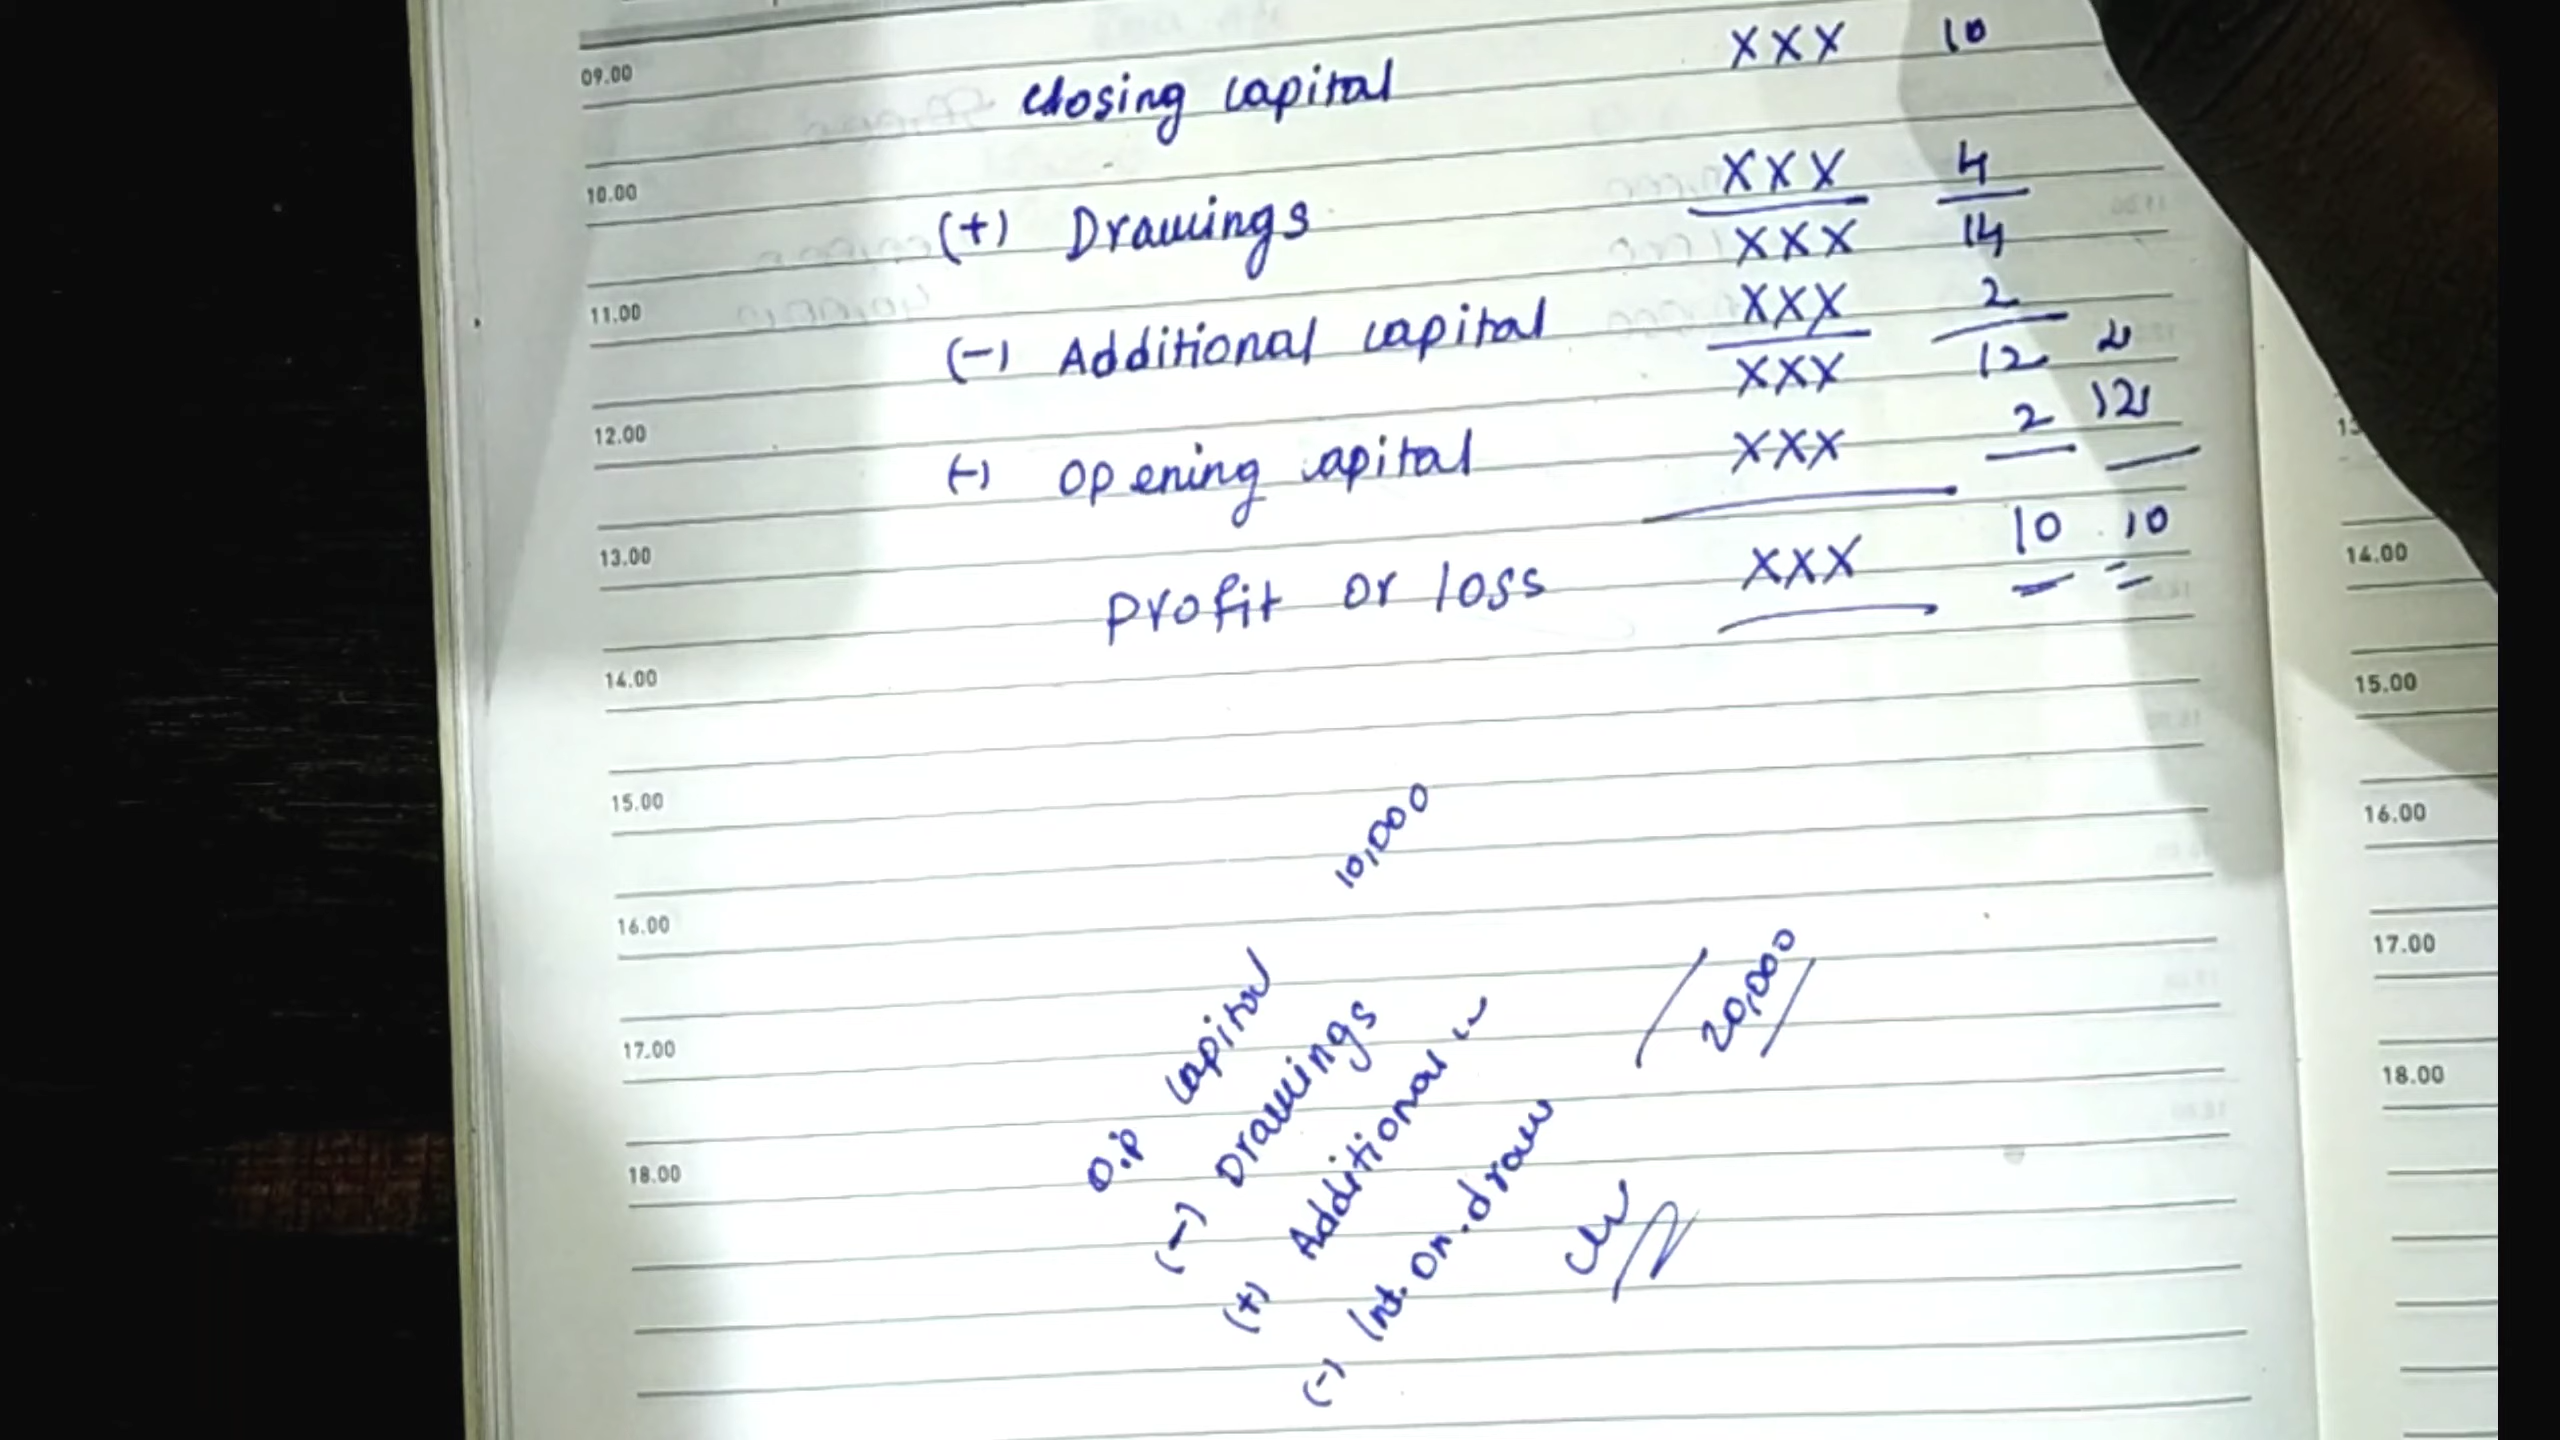 09.00 closing capital XXX 10
10.00 (+) Drawings XXX 4
XXX 14
11.00 (-) Additional capital XXX 2
XXX 12 2
12.00 (-) opening capital XXX 2 12
13.00 profit or loss XXX 10 10
14.00
15.00
16.00
17.00
18.00
10,000
O.P capital
(-) Drawings
(+) Additional
(-) Int. on. draw
20,000
14.00
15.00
16.00
17.00
18.00